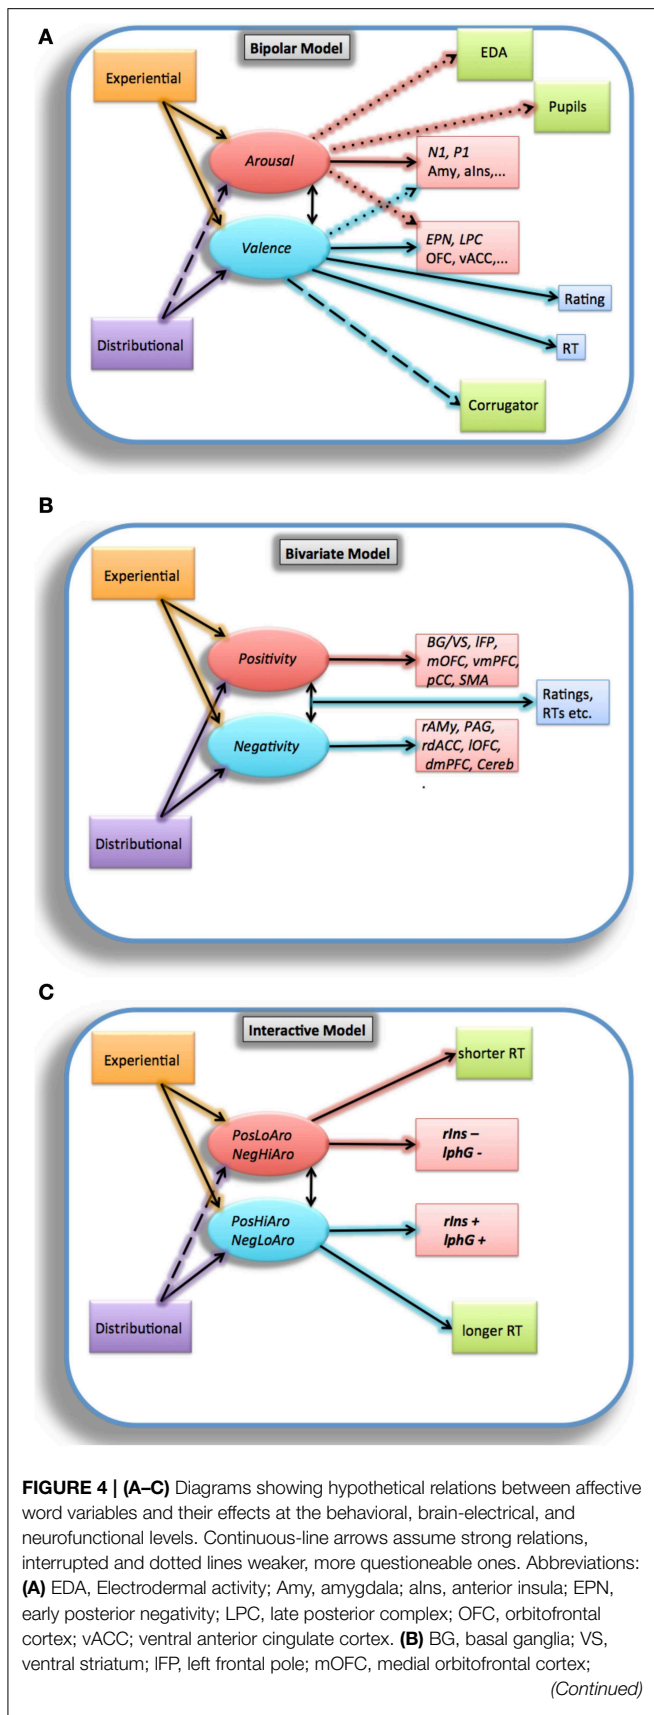 A
Bipolar Model
Experiential
EDA
Pupils
Arousal
N1, P1
Amy, aIns,...
Valence
EPN, LPC
OFC, vACC,...
Rating
Distributional
RT
Corrugator
B
Bivariate Model
Experiential
Positivity
BG/VS, lFP,
mOFC, vmPFC,
pCC, SMA
Ratings,
RTs etc.
Negativity
rAMy, PAG,
rdACC, lOFC,
dmPFC, Cereb
.
Distributional
C
Interactive Model
Experiential
shorter RT
PosLoAro
NegHiAro
rIns –
lphG -
PosHiAro
NegLoAro
rIns +
lphG +
Distributional
longer RT
FIGURE 4 | (A–C) Diagrams showing hypothetical relations between affective
word variables and their effects at the behavioral, brain-electrical, and
neurofunctional levels. Continuous-line arrows assume strong relations,
interrupted and dotted lines weaker, more questioneable ones. Abbreviations:
(A) EDA, Electrodermal activity; Amy, amygdala; aIns, anterior insula; EPN,
early posterior negativity; LPC, late posterior complex; OFC, orbitofrontal
cortex; vACC; ventral anterior cingulate cortex. (B) BG, basal ganglia; VS,
ventral striatum; lFP, left frontal pole; mOFC, medial orbitofrontal cortex;
(Continued)